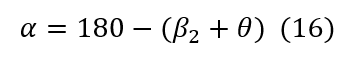 α = 180 − (β₂ + θ) (16)